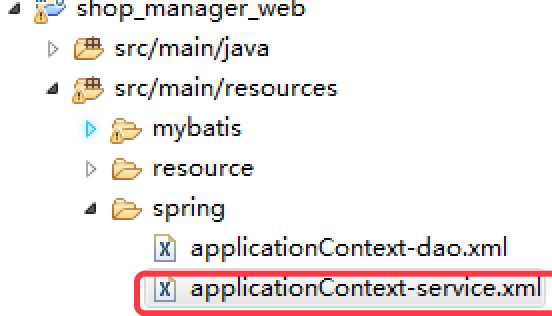 shop_manager_web
src/main/java
src/main/resources
mybatis
resource
spring
applicationContext-dao.xml
applicationContext-service.xml